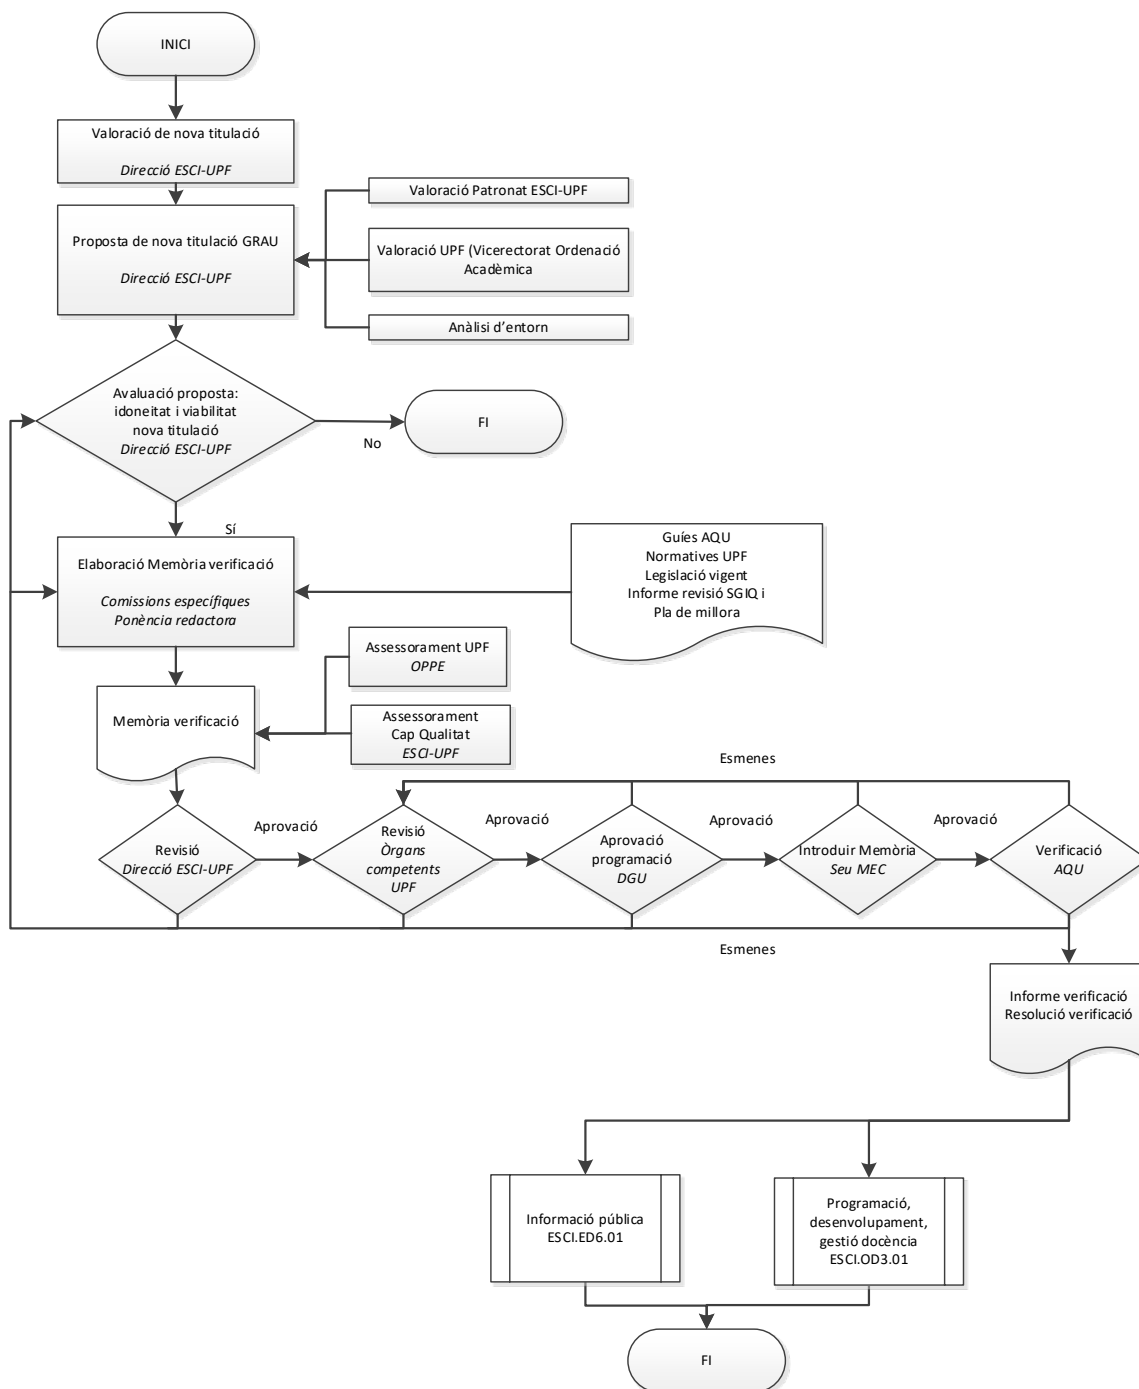 INICI
Valoració de nova titulació
Direcció ESCI-UPF
Valoració Patronat ESCI-UPF
Proposta de nova titulació GRAU
Direcció ESCI-UPF
Valoració UPF (Vicerectorat Ordenació
Acadèmica
Anàlisi d’entorn
Avaluació proposta:
idoneitat i viabilitat
nova titulació
Direcció ESCI-UPF
No
FI
Sí
Elaboració Memòria verificació
Comissions específiques
Ponència redactora
Guíes AQU
Normatives UPF
Legislació vigent
Informe revisió SGIQ i
Pla de millora
Assessorament UPF
OPPE
Memòria verificació
Assessorament
Cap Qualitat
ESCI-UPF
Esmenes
Revisió
Direcció ESCI-UPF
Aprovació
Revisió
Òrgans
competents
UPF
Aprovació
Aprovació
programació
DGU
Aprovació
Introduir Memòria
Seu MEC
Aprovació
Verificació
AQU
Esmenes
Informe verificació
Resolució verificació
Informació pública
ESCI.ED6.01
Programació,
desenvolupament,
gestió docència
ESCI.OD3.01
FI